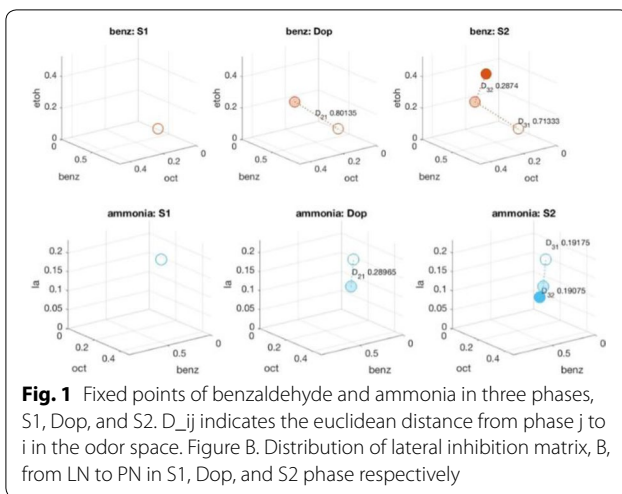 benz: S1
benz: Dop
benz: S2
0.4
0.2
0
etoh
0.5
benz
0.4
0.2
0
oct
0.4
0.2
0
etoh
D_21 0.80135
0.5
benz
0.4
0.2
0
oct
0.4
0.2
0
etoh
D_32 0.2874
D_31 0.71333
0.5
benz
0.4
0.2
0
oct
ammonia: S1
ammonia: Dop
ammonia: S2
0.2
0.15
0.1
0.05
0
la
0
0.2
0.4
oct
0.5
0
benz
0.2
0.15
0.1
0.05
0
la
D_21 0.28965
0
0.2
0.4
oct
0.5
0
benz
0.2
0.15
0.1
0.05
0
la
D_31 0.19175
D_32 0.19075
0
0.2
0.4
oct
0.5
0
benz
Fig. 1 Fixed points of benzaldehyde and ammonia in three phases,
S1, Dop, and S2. D_ij indicates the euclidean distance from phase j to
i in the odor space. Figure B. Distribution of lateral inhibition matrix, B,
from LN to PN in S1, Dop, and S2 phase respectively